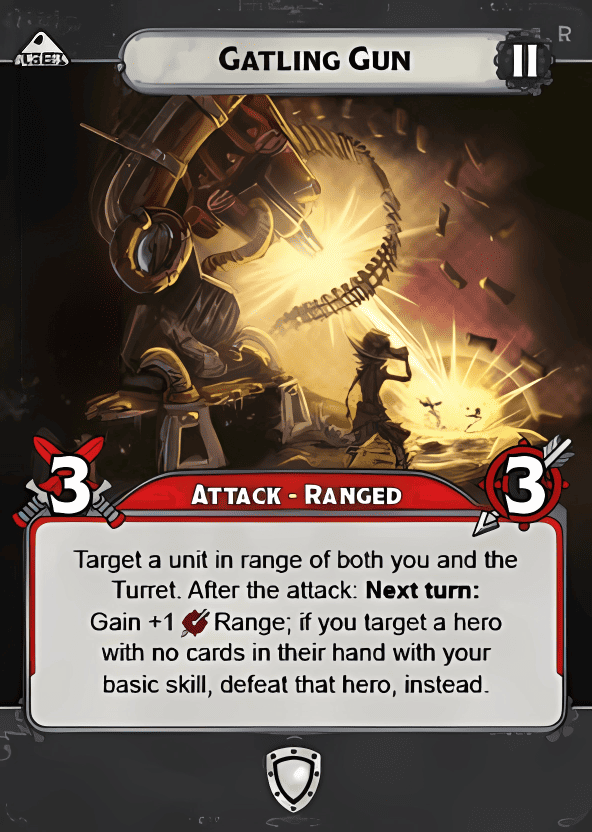 R
GATLING GUN
II
3
ATTACK - RANGED
3
Target a unit in range of both you and the
Turret. After the attack: Next turn:
Gain +1 Range; if you target a hero
with no cards in their hand with your
basic skill, defeat that hero, instead.